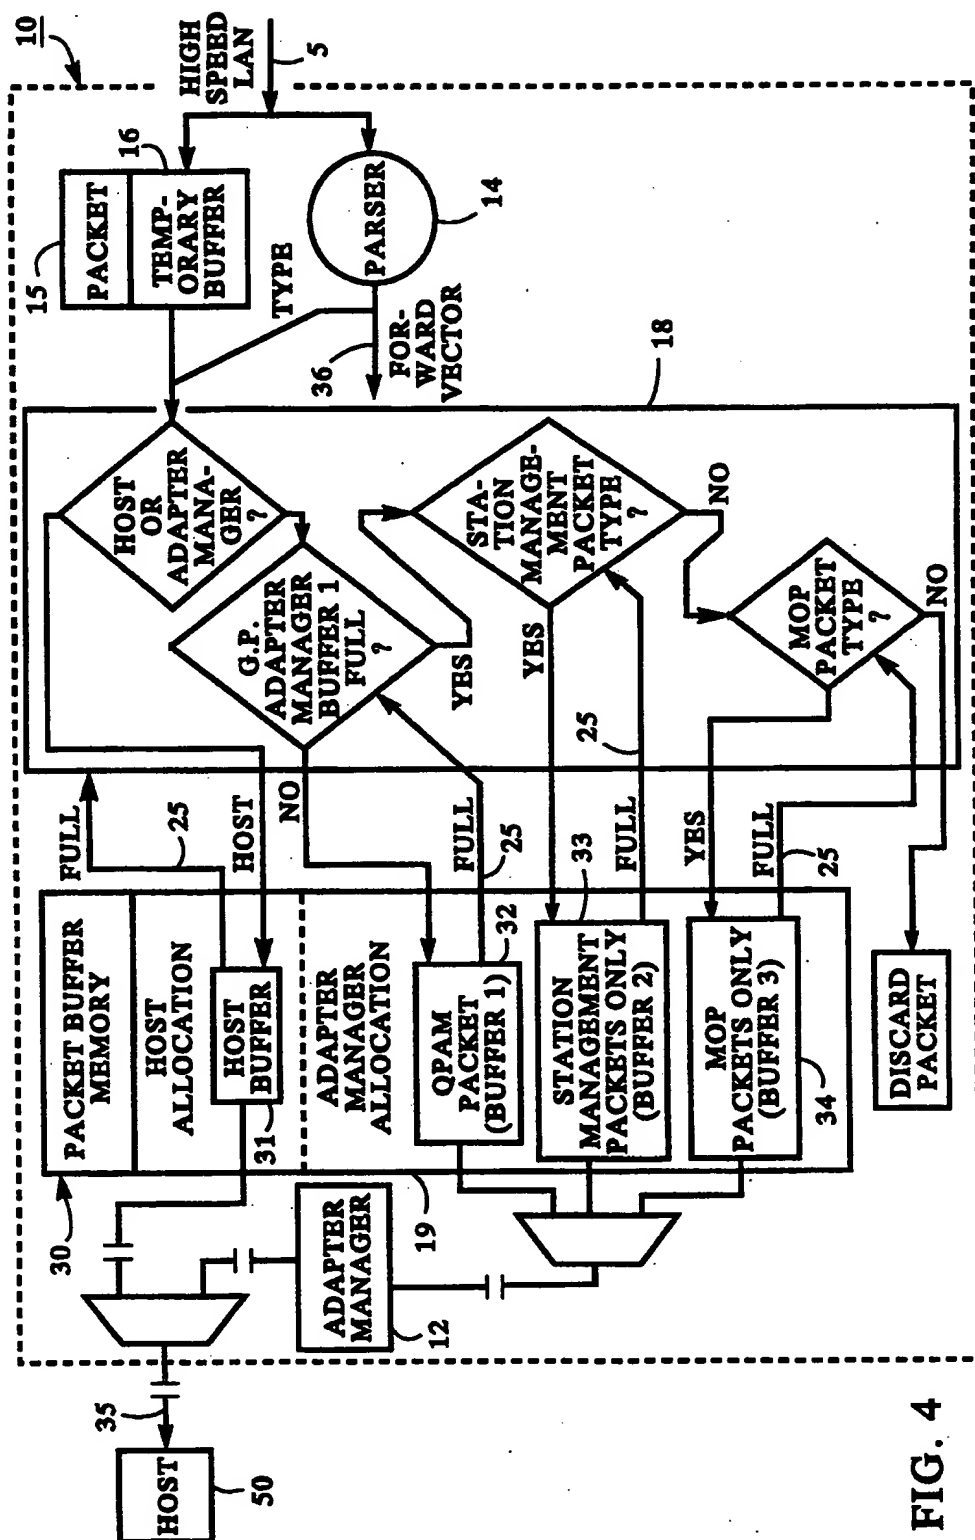 10
HIGH
SPEED
LAN
5
15
PACKET
16
TEMP-
ORARY
BUFFER
PARSER
14
TYPE
36
FOR-
WARD
VECTOR
18
HOST
OR
ADAPTER
MANA-
GER
?
G.P.
ADAPTER
MANAGER
BUFFER 1
FULL
?
YES
STA-
TION
MANAGE-
MENT
PACKET
TYPE
?
NO
MOP
PACKET
TYPE
?
NO
YES
25
FULL
25
HOST
NO
FULL
25
33
FULL
YES
FULL
25
PACKET BUFFER
MEMORY
HOST
ALLOCATION
HOST
BUFFER
31
ADAPTER
MANAGER
ALLOCATION
QPAM
PACKET
(BUFFER 1)
32
STATION
MANAGEMENT
PACKETS ONLY
(BUFFER 2)
MOP
PACKETS ONLY
(BUFFER 3)
34
DISCARD
PACKET
30
19
ADAPTER
MANAGER
12
35
HOST
50
FIG. 4